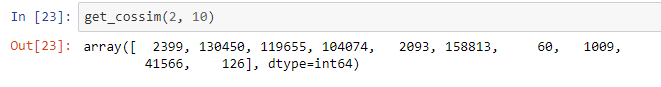 In [23]: get_cossim(2, 10)
Out[23]: array([  2399, 130450, 119655, 104074,   2093, 158813,     60,   1009,
41566,    126], dtype=int64)